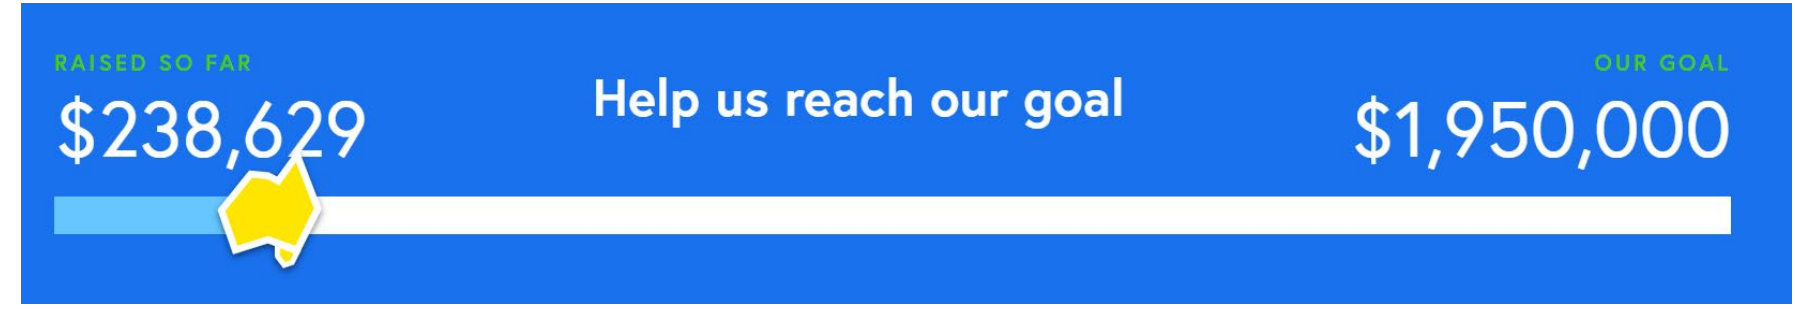 RAISED SO FAR
$238,629
Help us reach our goal
OUR GOAL
$1,950,000